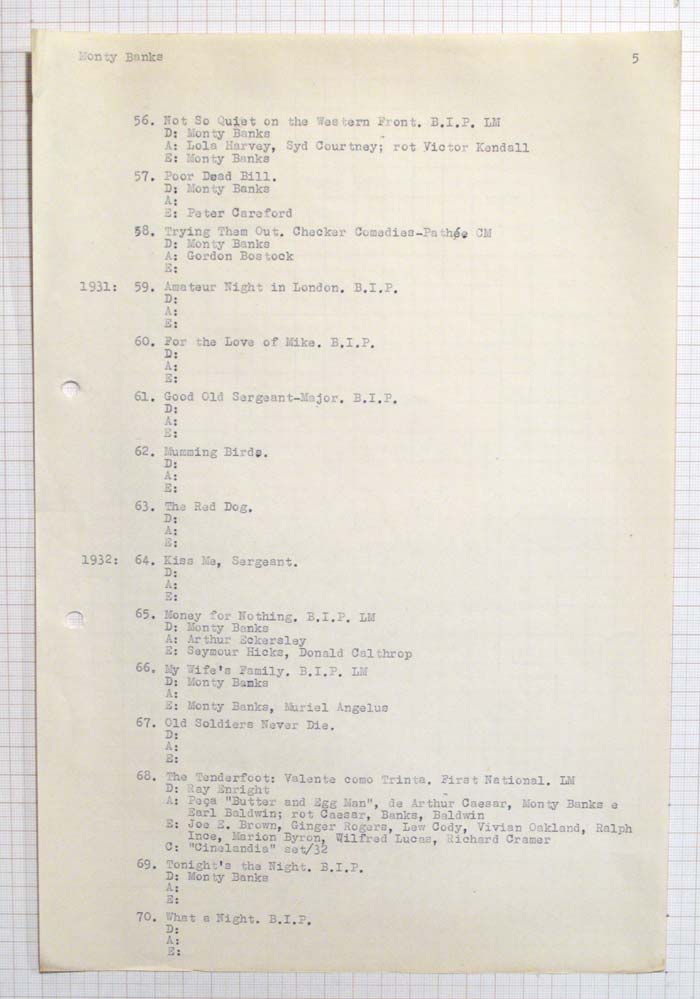 Monty Banks 5
56. Not So Quiet on the Western Front. B.I.P. LM
D: Monty Banks
A: Lola Harvey, Syd Courtney; rot Victor Kendall
E: Monty Banks
57. Poor Dead Bill.
D: Monty Banks
A:
E: Peter Careford
58. Trying Them Out. Checker Comedies-Pathée CM
D: Monty Banks
A: Gordon Bostock
E:
1931: 59. Amateur Night in London. B.I.P.
D:
A:
E:
60. For the Love of Mike. B.I.P.
D:
A:
E:
61. Good Old Sergeant-Major. B.I.P.
D:
A:
E:
62. Mumming Birds.
D:
A:
E:
63. The Red Dog.
D:
A:
E:
1932: 64. Kiss Me, Sergeant.
D:
A:
E:
65. Money for Nothing. B.I.P. LM
D: Monty Banks
A: Arthur Eckersley
E: Seymour Hicks, Donald Calthrop
66. My Wife's Family. B.I.P. LM
D: Monty Banks
A:
E: Monty Banks, Muriel Angelus
67. Old Soldiers Never Die.
D:
A:
E:
68. The Tenderfoot: Valente como Trinta. First National. LM
D: Ray Enright
A: Peça "Butter and Egg Man", de Arthur Caesar, Monty Banks e
Earl Baldwin; rot Caesar, Banks, Baldwin
E: Joe E. Brown, Ginger Rogers, Lew Cody, Vivian Oakland, Ralph
Ince, Marion Byron, Wilfred Lucas, Richard Cramer
C: "Cinelandia" set/32
69. Tonight's the Night. B.I.P.
D: Monty Banks
A:
E:
70. What a Night. B.I.P.
D:
A:
E: